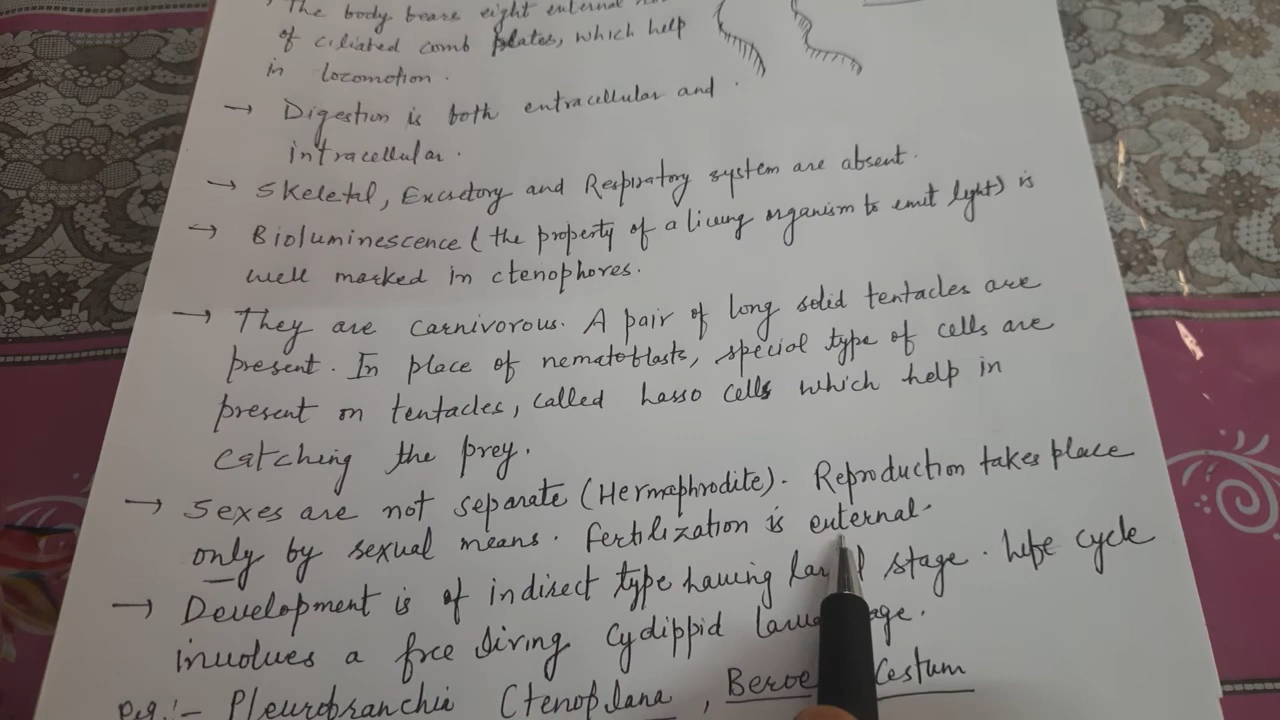 The body bears eight external
of ciliated comb plates, which help
in locomotion.
→ Digestion is both extracellular and
intracellular.
→ Skeletal, Excretory and Respiratory system are absent.
→ Bioluminescence (the property of a living organism to emit light) is
well marked in ctenophores.
→ They are carnivorous. A pair of long solid tentacles are
present. In place of nematoblasts, special type of cells are
present on tentacles, called Lasso cells which help in
catching the prey.
→ Sexes are not separate (Hermaphrodite). Reproduction takes place
only by sexual means. Fertilization is external.
→ Development is of indirect type having stage. Life cycle
involves a free living Cydippid
e.g.:- Pleurobranchia Ctenoplana, Beroe Cestum